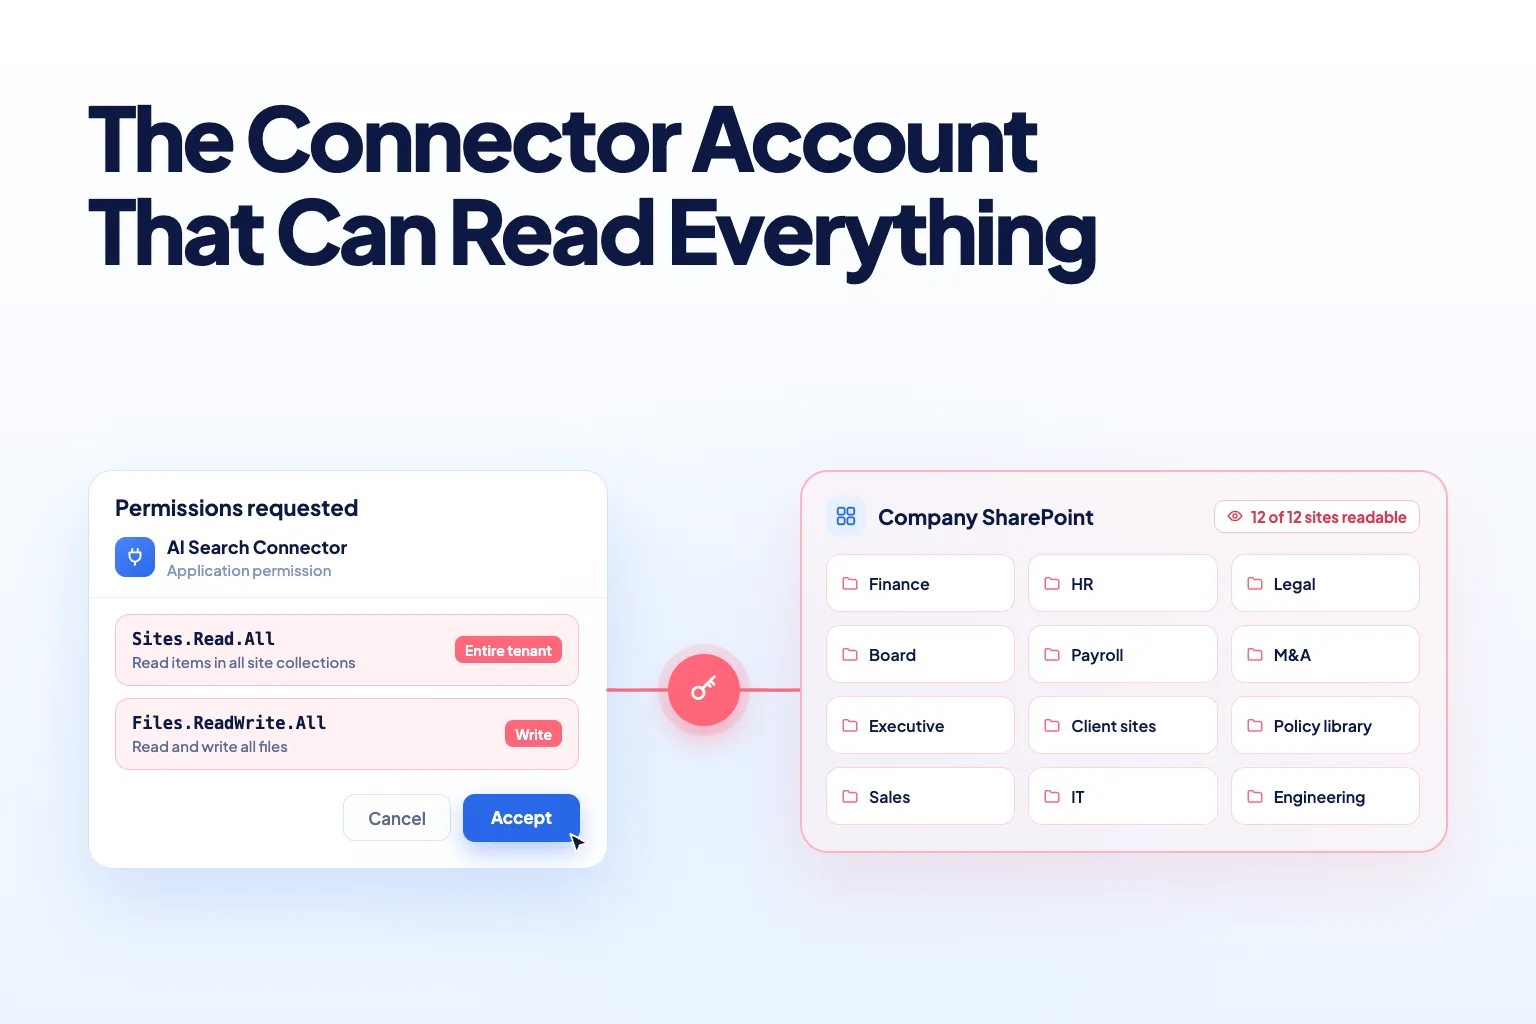 The Connector Account
That Can Read Everything
Permissions requested
AI Search Connector
Application permission
Sites.Read.All
Read items in all site collections
Entire tenant
Files.ReadWrite.All
Read and write all files
Write
Cancel
Accept
Company SharePoint
12 of 12 sites readable
Finance
HR
Legal
Board
Payroll
M&A
Executive
Client sites
Policy library
Sales
IT
Engineering